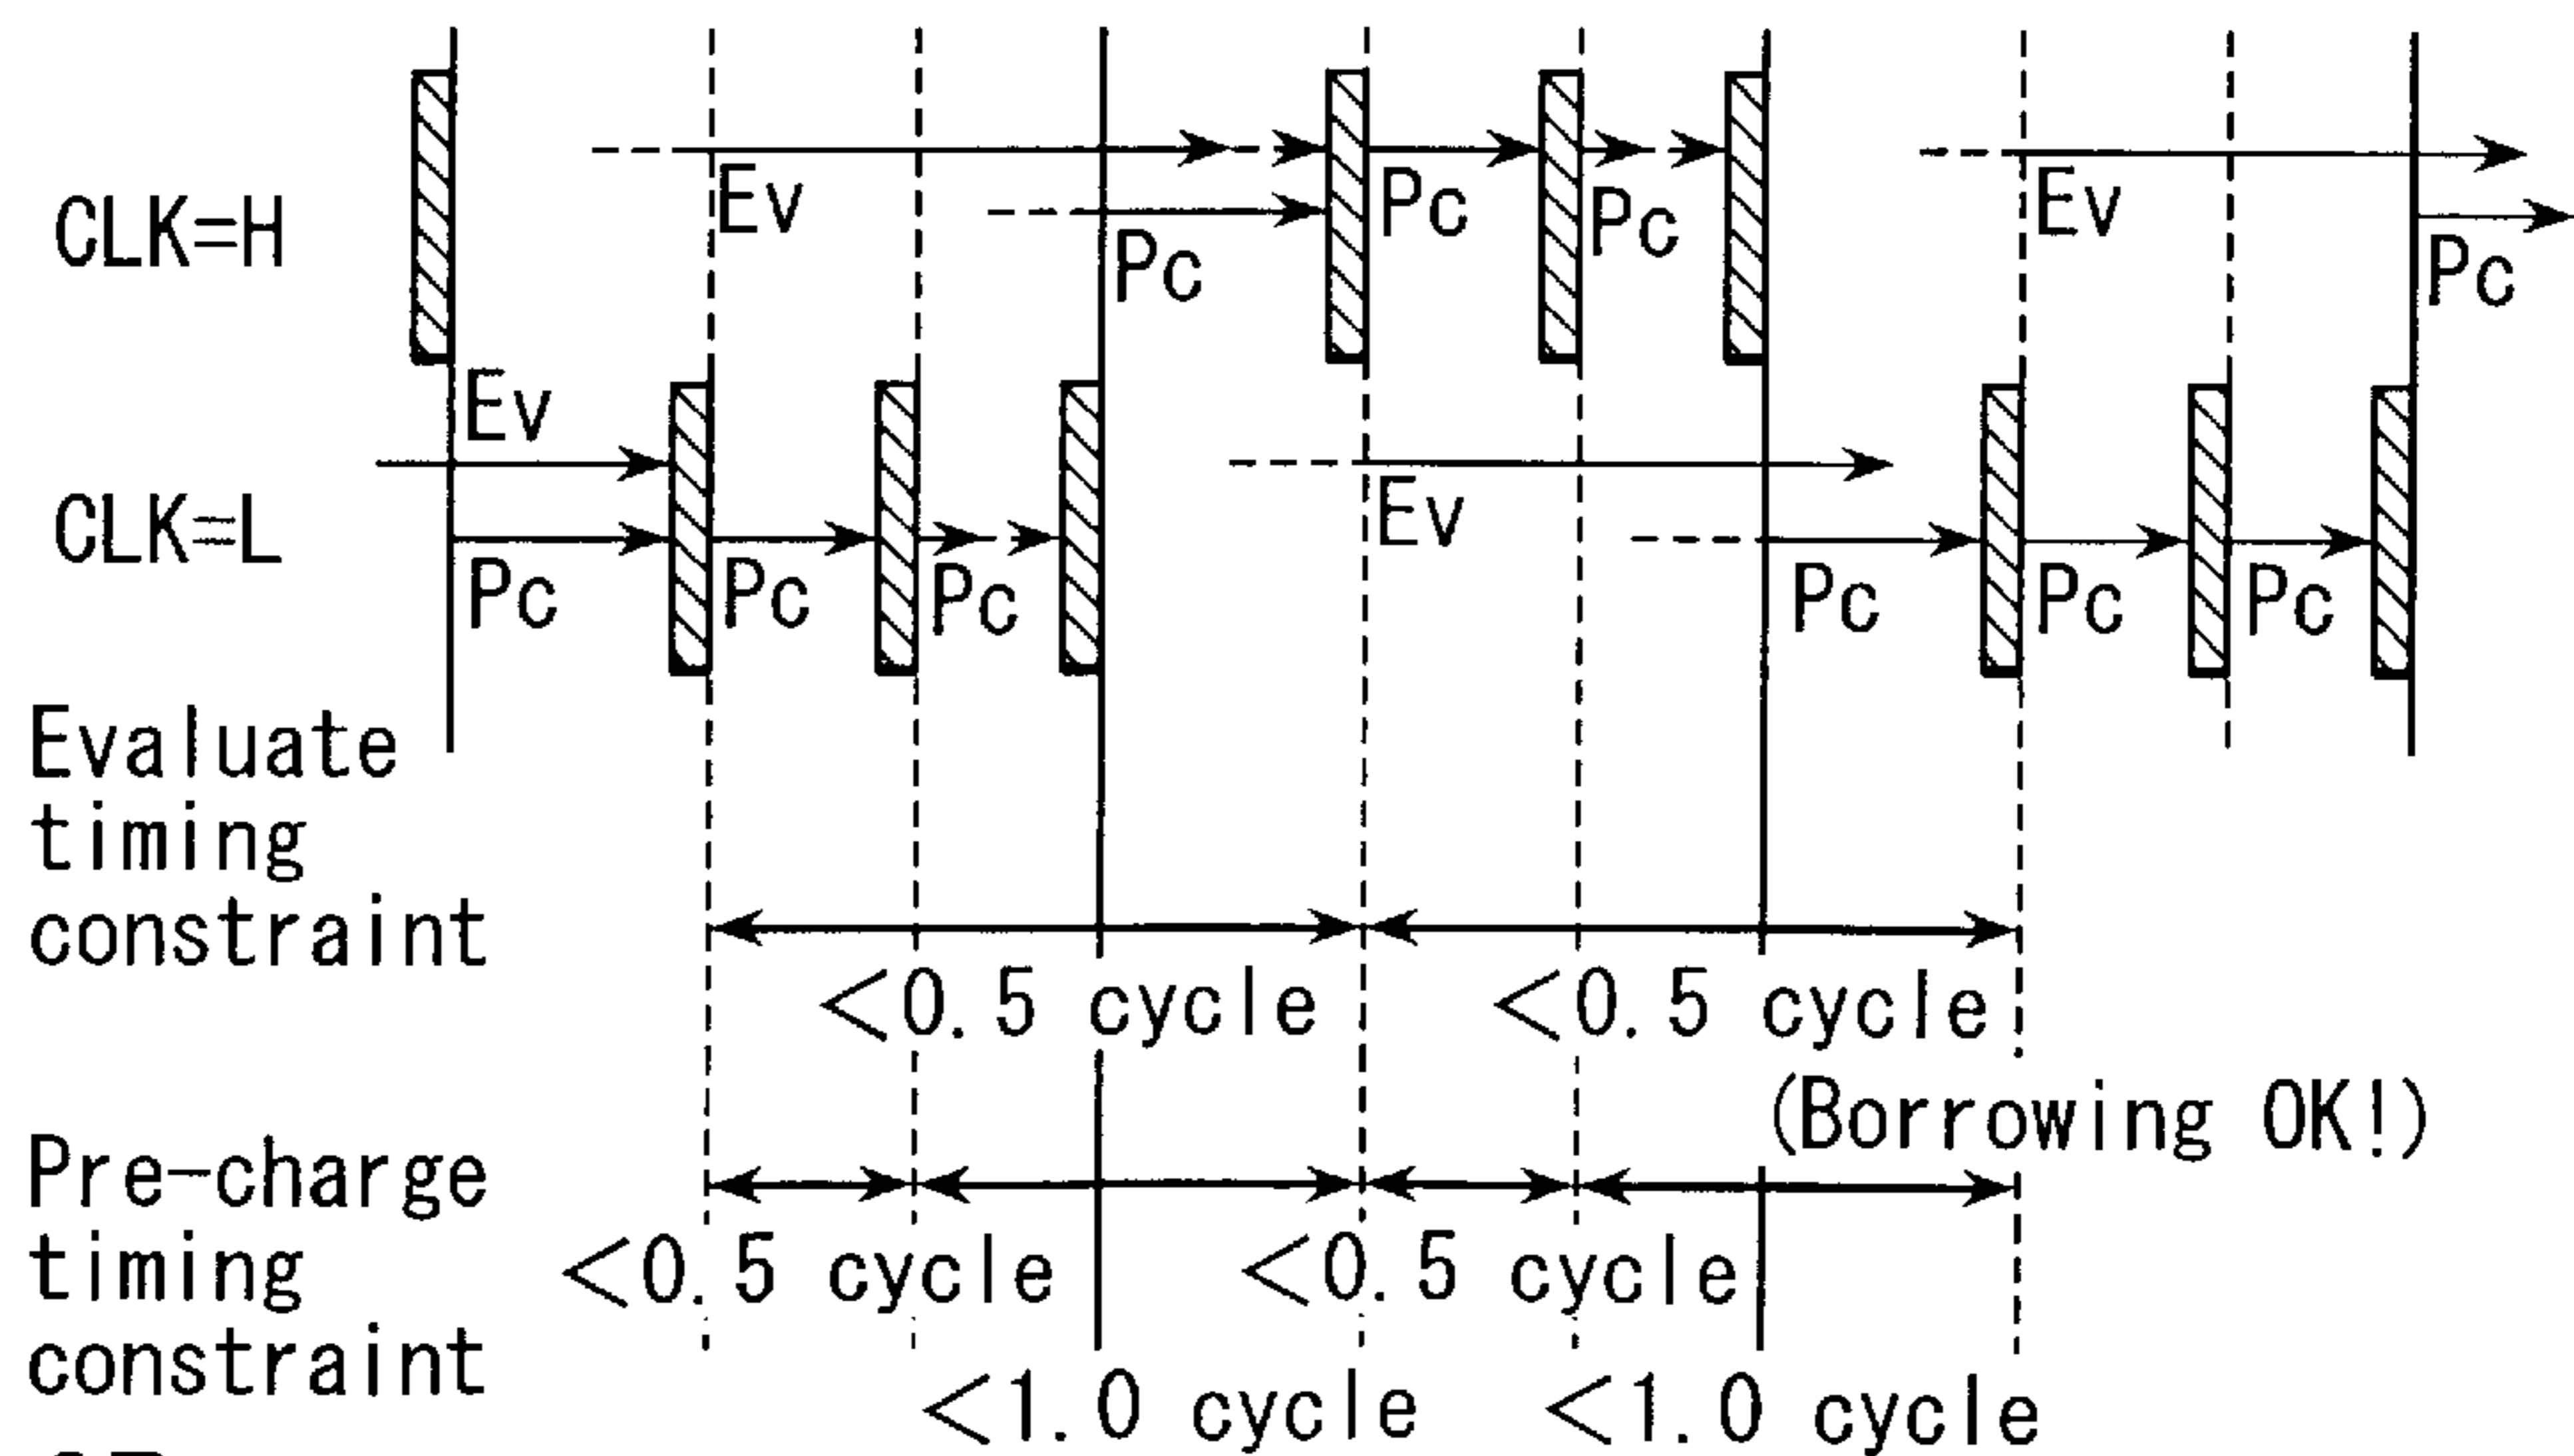 Ev
CLK=H
Pc
Pc
Pc
Ev
Pc
Ev
CLK=L
Ev
Pc
Pc
Pc
Pc
Pc
Pc
Evaluate
timing
constraint
<0.5 cycle
<0.5 cycle
(Borrowing OK!)
Pre-charge
timing
constraint
<0.5 cycle
<0.5 cycle
<1.0 cycle
<1.0 cycle